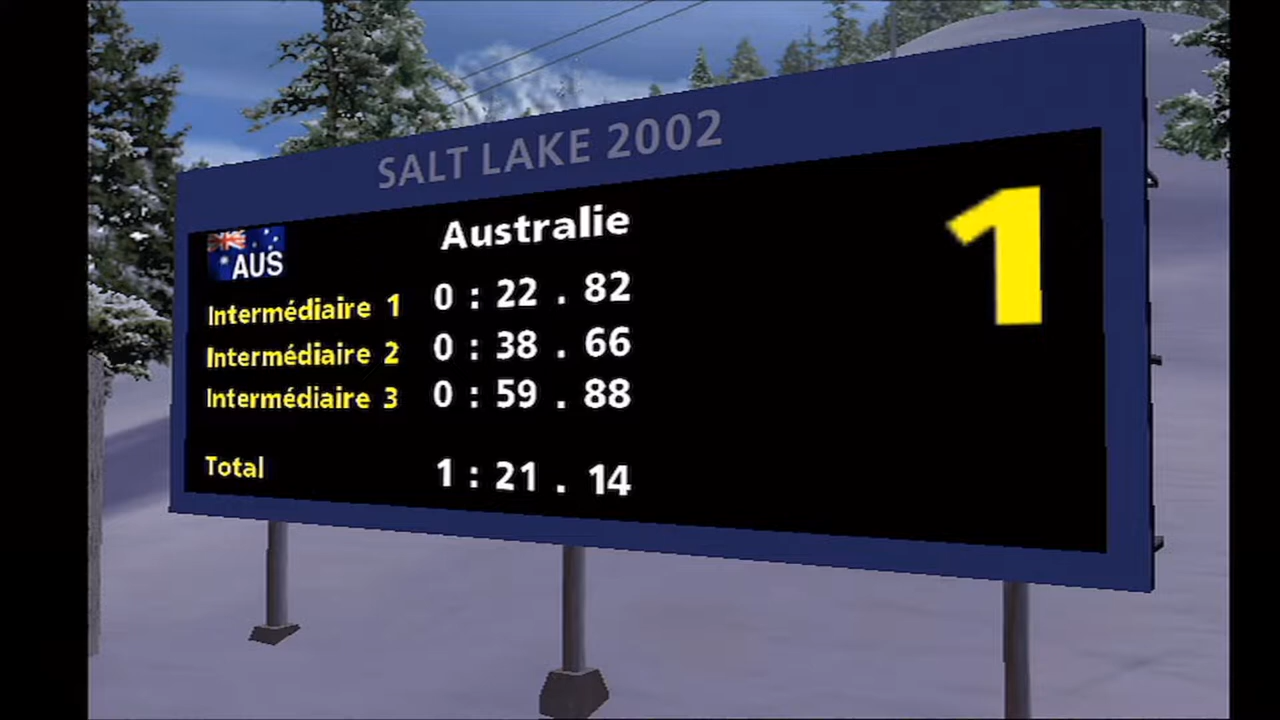 SALT LAKE 2002
AUS
Australie
1
Intermédiaire 1 0 : 22 . 82
Intermédiaire 2 0 : 38 . 66
Intermédiaire 3 0 : 59 . 88
Total 1 : 21 . 14